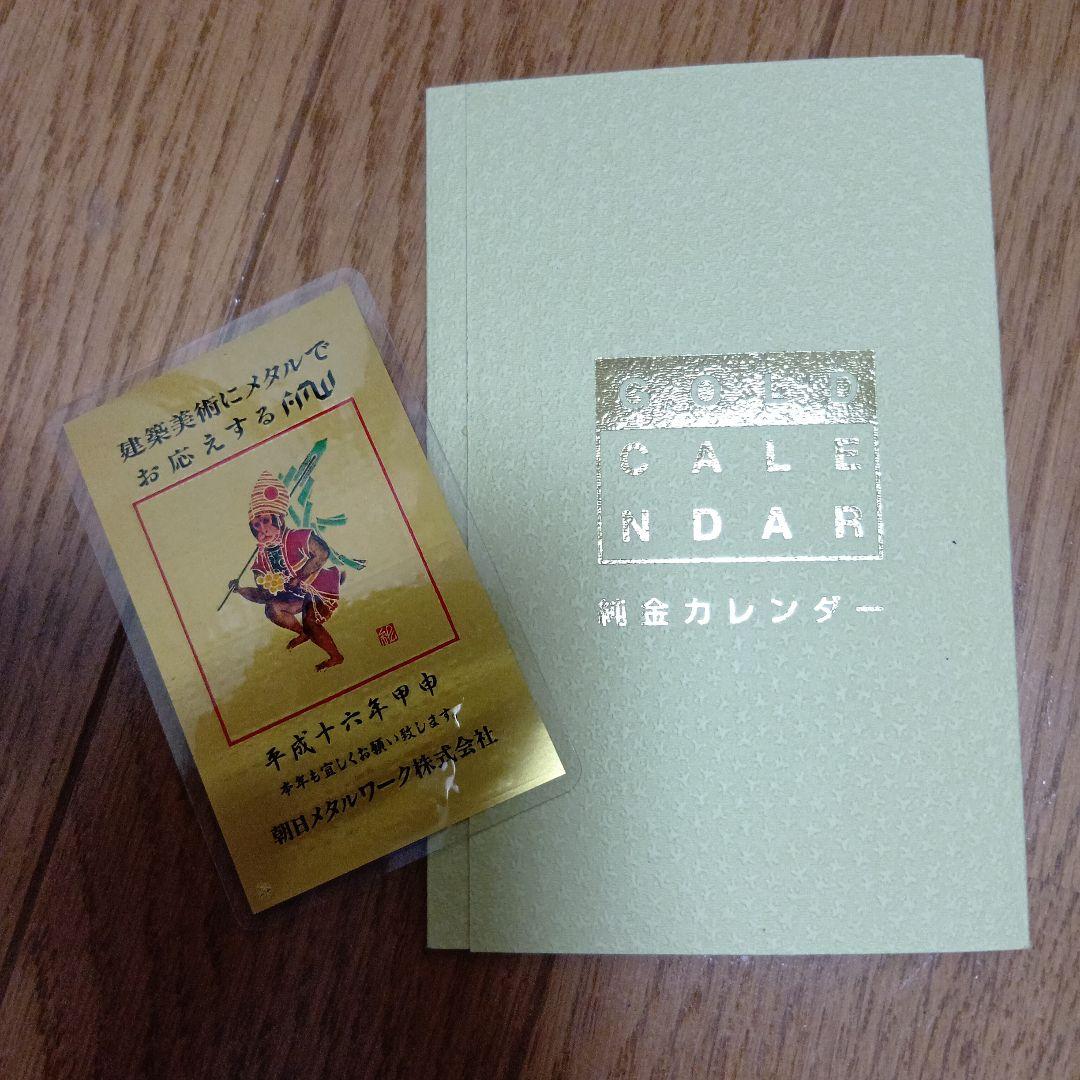 建築美術にメタルで
お応えする AMW
平成十六年甲申
本年も宜しくお願い致します。
朝日メタルワーク株式会社
GOLD
CALE
NDAR
純金カレンダー